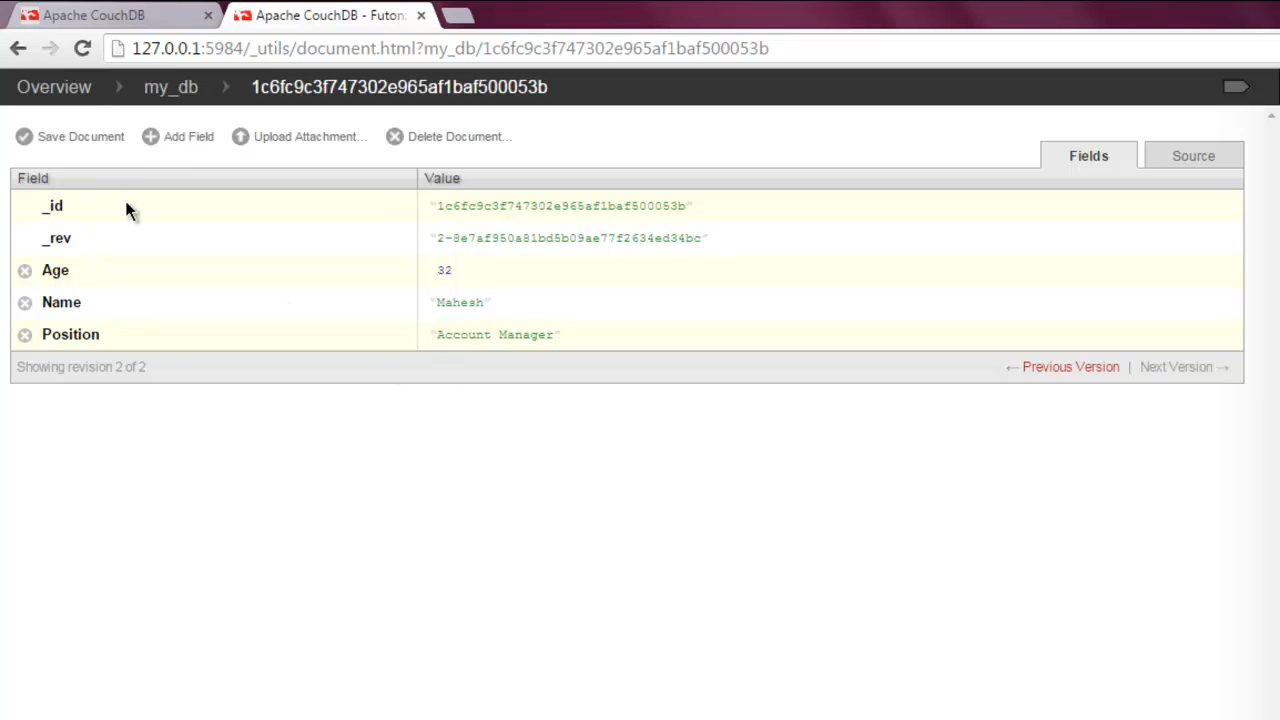 Apache CouchDB
Apache CouchDB - Futon:
127.0.0.1:5984/_utils/document.html?my_db/1c6fc9c3f747302e965af1baf500053b
Overview my_db 1c6fc9c3f747302e965af1baf500053b
Save Document Add Field Upload Attachment... Delete Document...
Fields Source
Field Value
_id "1c6fc9c3f747302e965af1baf500053b"
_rev "2-8e7af950a81bd5b09ae77f2634ed34bc"
Age 32
Name "Mahesh"
Position "Account Manager"
Showing revision 2 of 2 ← Previous Version | Next Version →